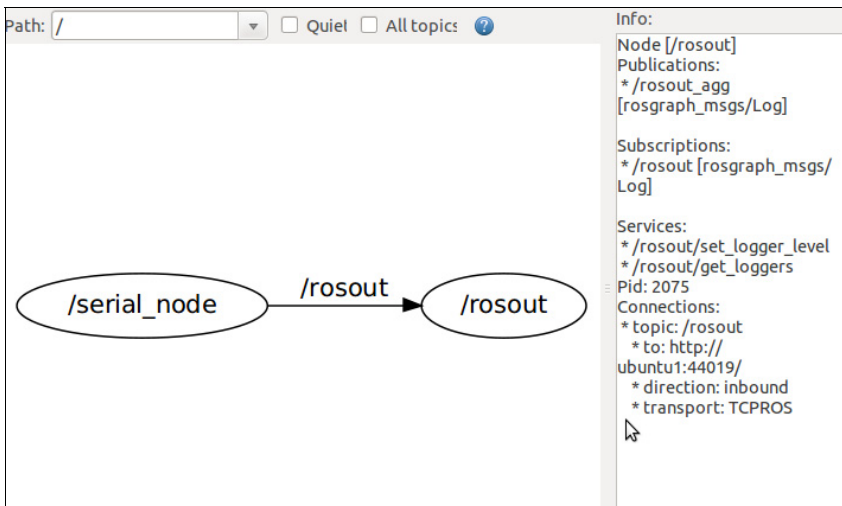 Path: /
Quiet
All topics
?
Info:
Node [/rosout]
Publications:
* /rosout_agg
[rosgraph_msgs/Log]
Subscriptions:
* /rosout [rosgraph_msgs/
Log]
Services:
* /rosout/set_logger_level
* /rosout/get_loggers
Pid: 2075
Connections:
* topic: /rosout
* to: http://
ubuntu1:44019/
* direction: inbound
* transport: TCPROS
/serial_node
/rosout
/rosout